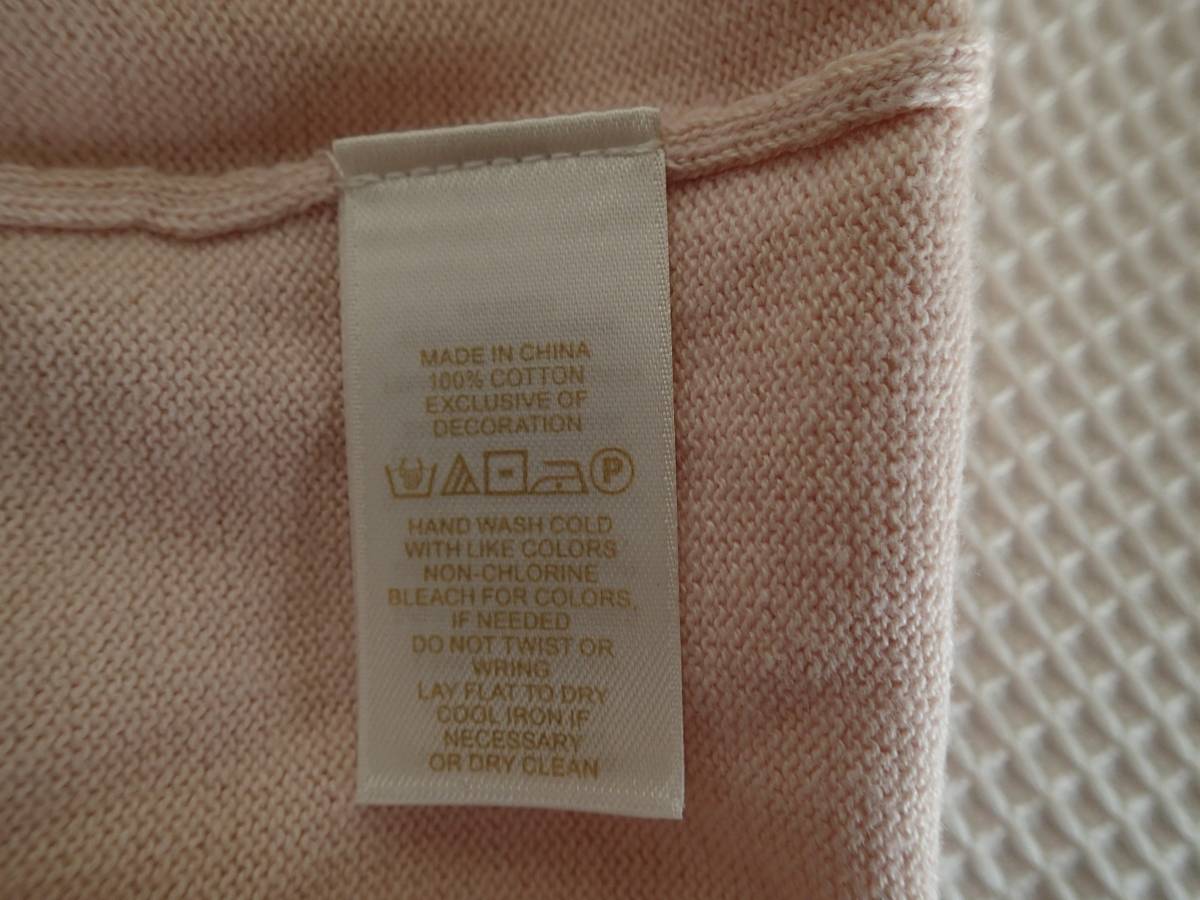 MADE IN CHINA
100% COTTON
EXCLUSIVE OF
DECORATION
P
HAND WASH COLD
WITH LIKE COLORS
NON-CHLORINE
BLEACH FOR COLORS,
IF NEEDED
DO NOT TWIST OR
WRING
LAY FLAT TO DRY
COOL IRON IF
NECESSARY
OR DRY CLEAN